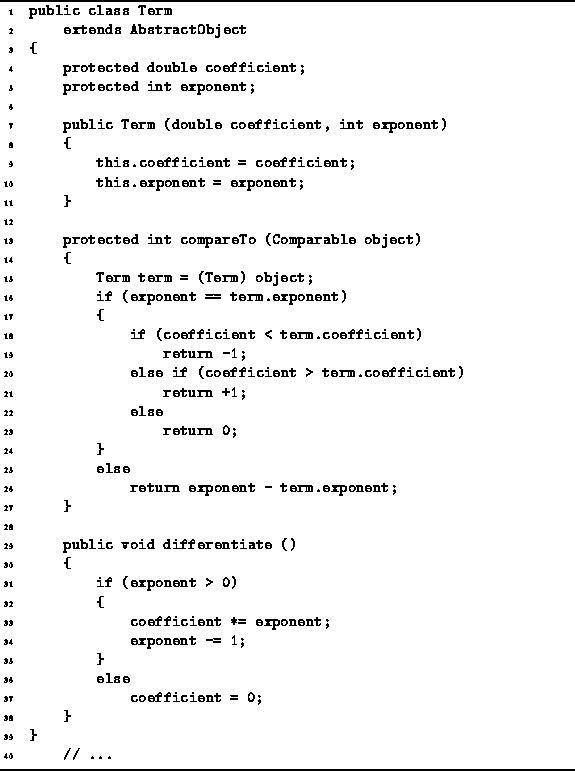 1 public class Term
2     extends AbstractObject
3 {
4     protected double coefficient;
5     protected int exponent;
6
7     public Term (double coefficient, int exponent)
8     {
9         this.coefficient = coefficient;
10         this.exponent = exponent;
11     }
12
13     protected int compareTo (Comparable object)
14     {
15         Term term = (Term) object;
16         if (exponent == term.exponent)
17         {
18             if (coefficient < term.coefficient)
19                 return -1;
20             else if (coefficient > term.coefficient)
21                 return +1;
22             else
23                 return 0;
24         }
25         else
26             return exponent - term.exponent;
27     }
28
29     public void differentiate ()
30     {
31         if (exponent > 0)
32         {
33             coefficient *= exponent;
34             exponent -= 1;
35         }
36         else
37             coefficient = 0;
38     }
39 }
40     // ...